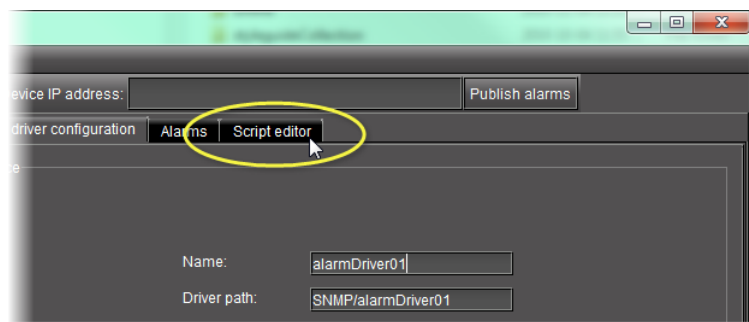 evice IP address: Publish alarms
driver configuration Alarms Script editor
e
Name: alarmDriver01
Driver path: SNMP/alarmDriver01